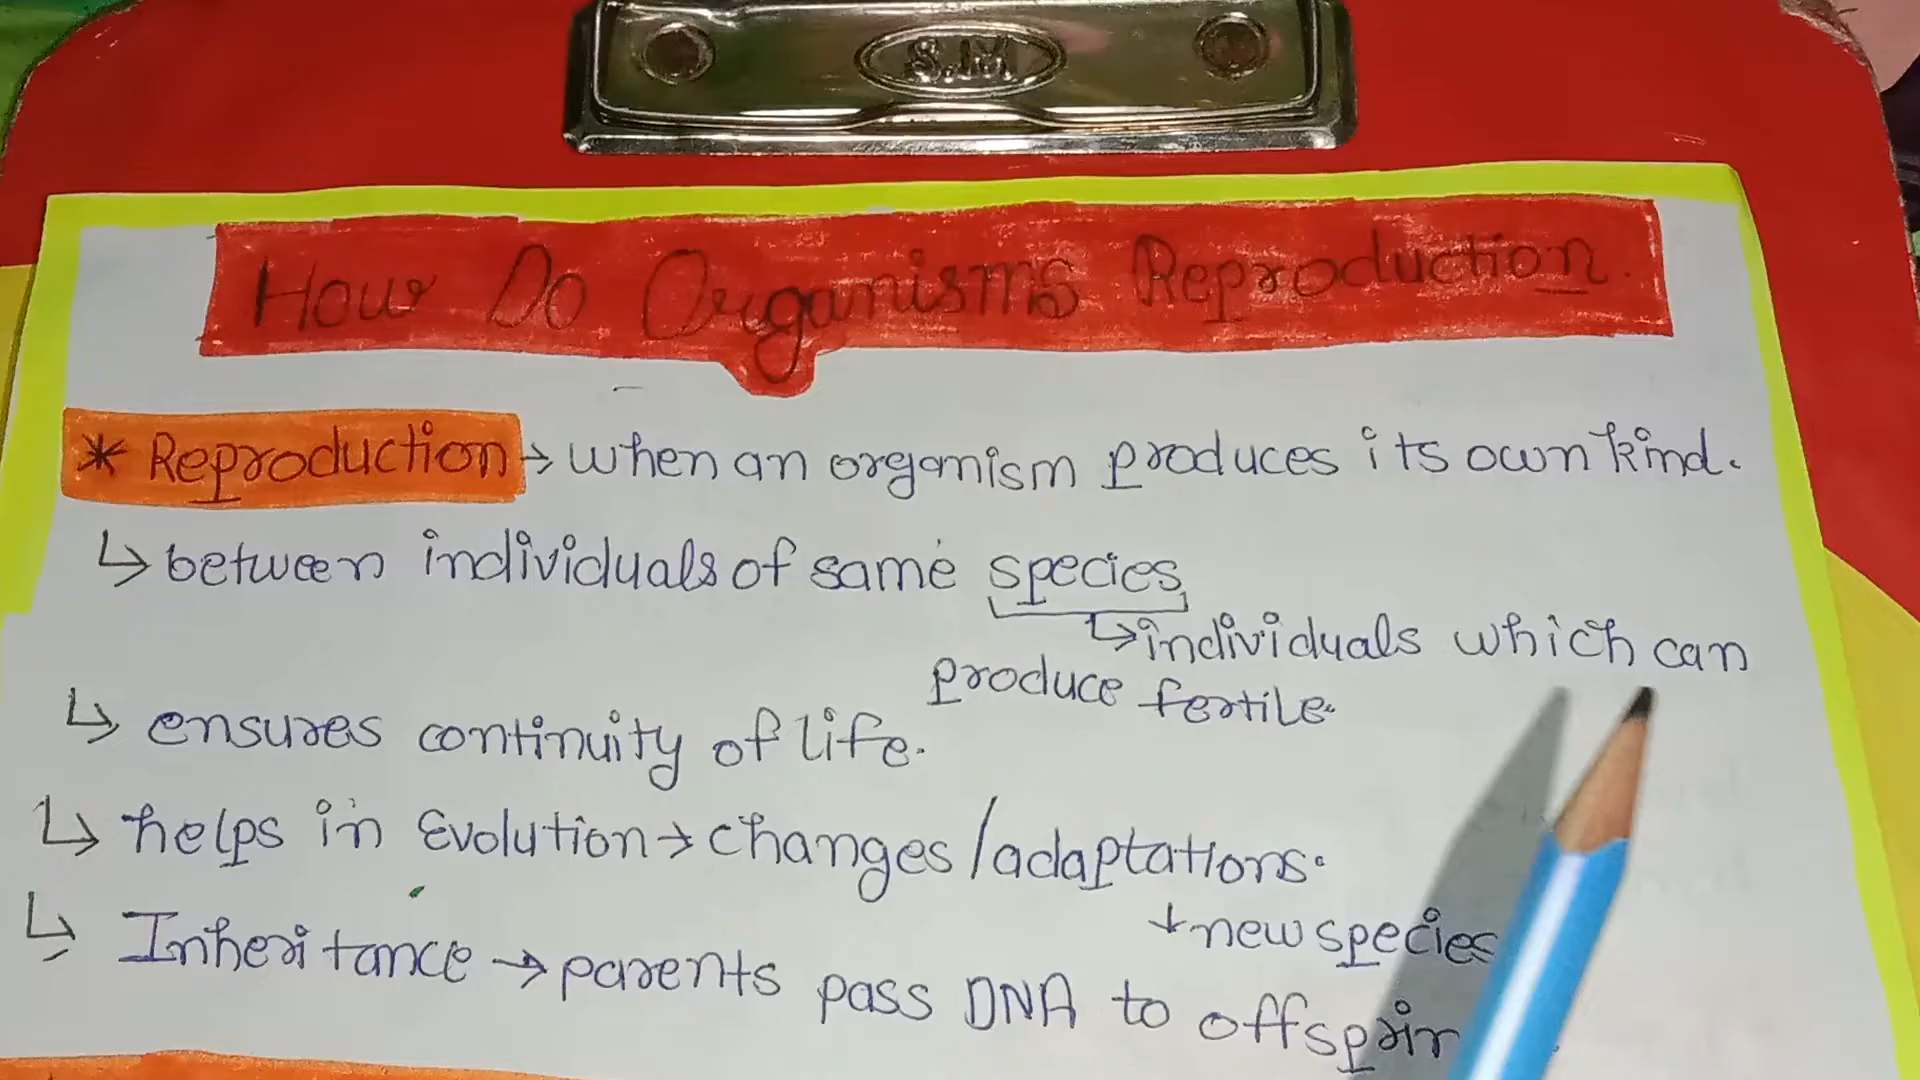 S.M
How Do Organisms Reproduction.
* Reproduction → when an organism produces its own kind.
↳ between individuals of same species
↳ individuals which can
produce fertile.
↳ ensures continuity of life.
↳ helps in Evolution → changes/adaptations.
+ new species
↳ Inheritance → parents pass DNA to